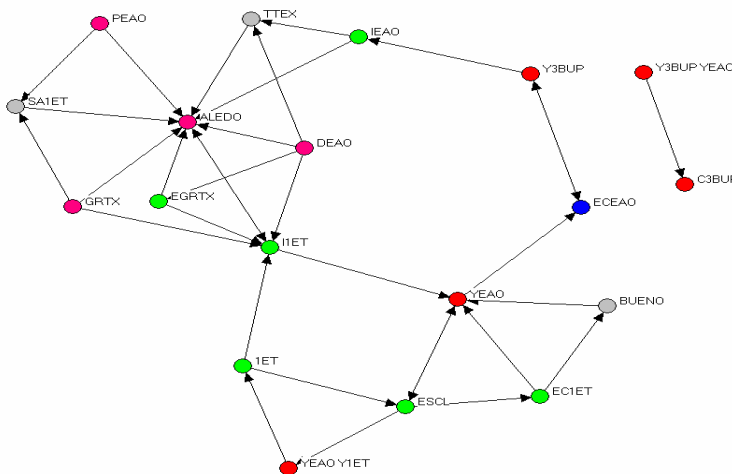 PEAO
TTEX
IEAO
Y3BUP
Y3BUP YEAO
SA1ET
ALEDO
DEAO
C3BUP
GRTX
EGRTX
ECEAO
I1ET
YEAO
BUENO
1ET
ESCL
EC1ET
YEAO Y1ET